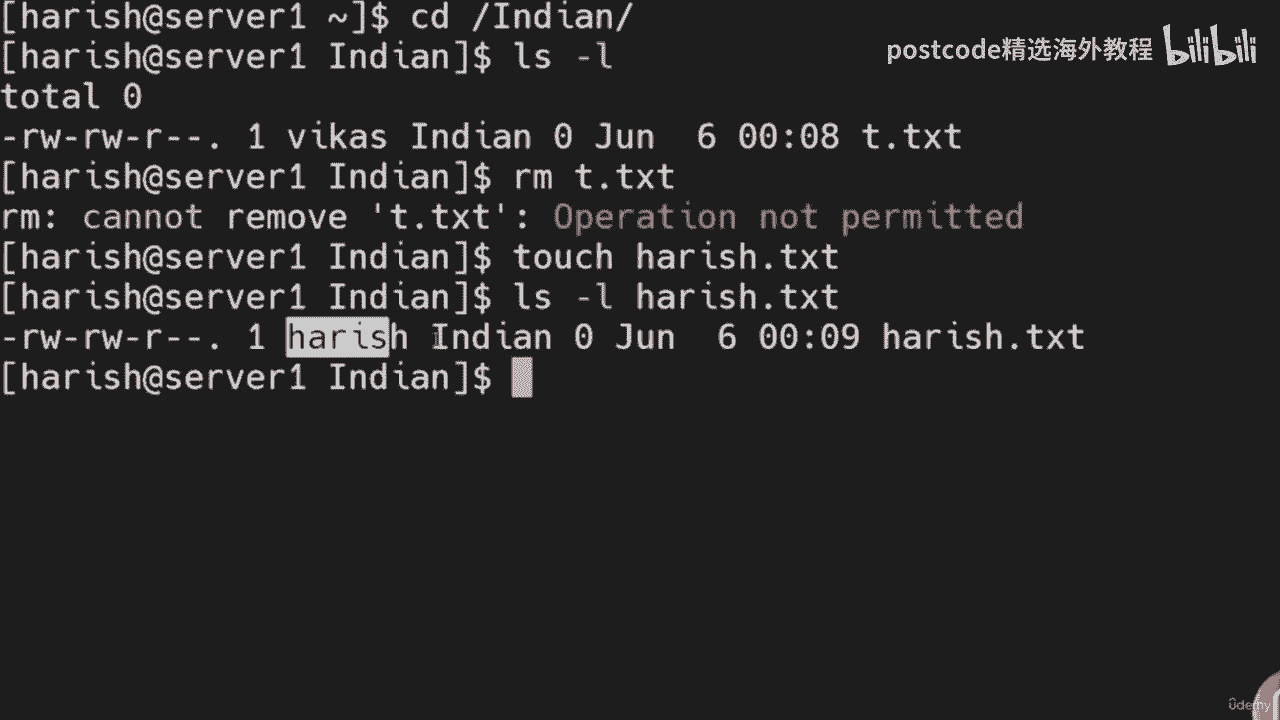 [harish@server1 ~]$ cd /Indian/
postcode精选海外教程 bilibili
[harish@server1 Indian]$ ls -l
total 0
-rw-rw-r--. 1 vikas Indian 0 Jun  6 00:08 t.txt
[harish@server1 Indian]$ rm t.txt
rm: cannot remove 't.txt': Operation not permitted
[harish@server1 Indian]$ touch harish.txt
[harish@server1 Indian]$ ls -l harish.txt
-rw-rw-r--. 1 harish Indian 0 Jun  6 00:09 harish.txt
[harish@server1 Indian]$
Udemy